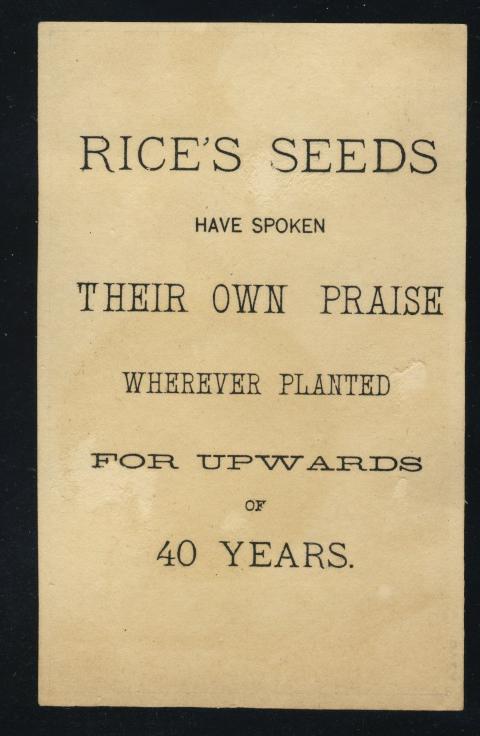 RICE'S SEEDS
HAVE SPOKEN
THEIR OWN PRAISE
WHEREVER PLANTED
FOR UPWARDS
OF
40 YEARS.